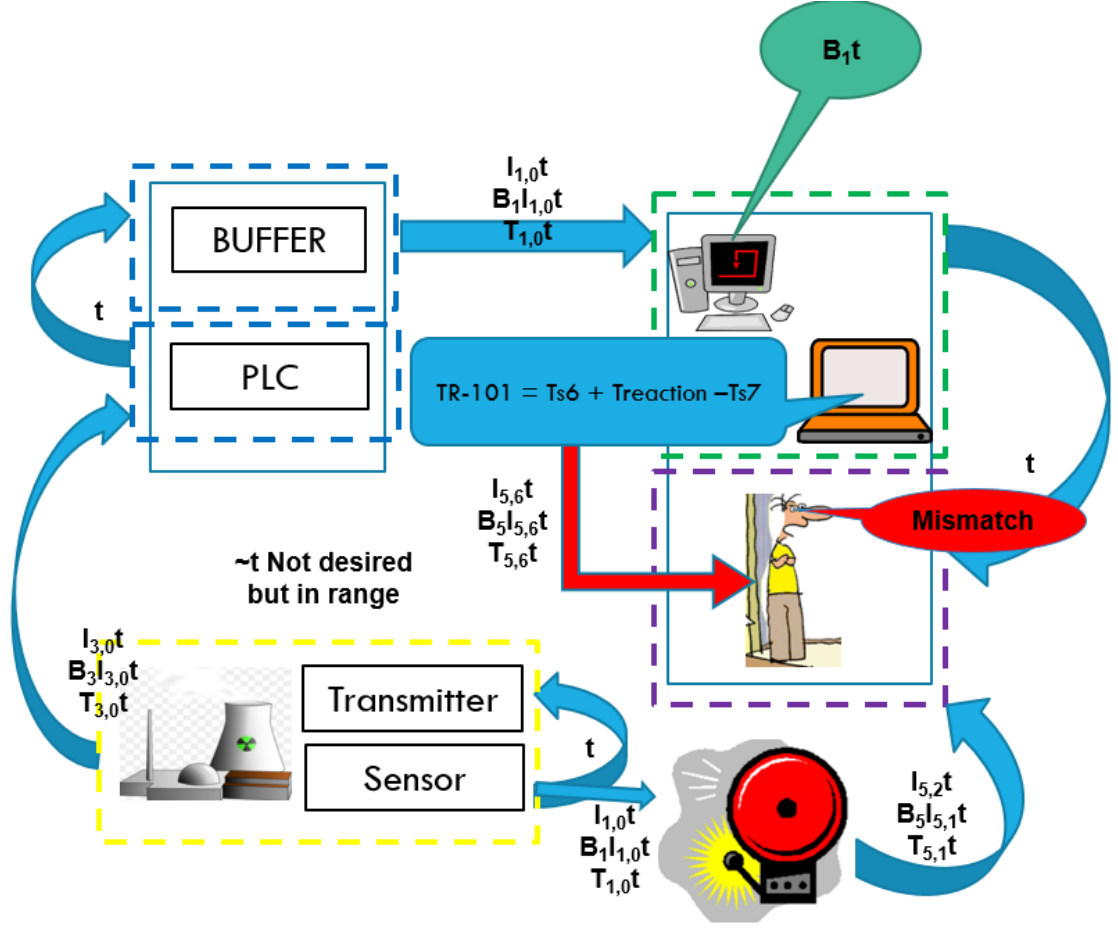 B₁t
I₁,₀t
B₁I₁,₀t
T₁,₀t
BUFFER
t
PLC
TR-101 = Ts6 + Treaction –Ts7
t
I₅,₆t
B₅I₅,₆t
T₅,₆t
Mismatch
~t Not desired
but in range
I₃,₀t
B₃I₃,₀t
T₃,₀t
Transmitter
t
Sensor
I₁,₀t
B₁I₁,₀t
T₁,₀t
I₅,₂t
B₅I₅,₁t
T₅,₁t